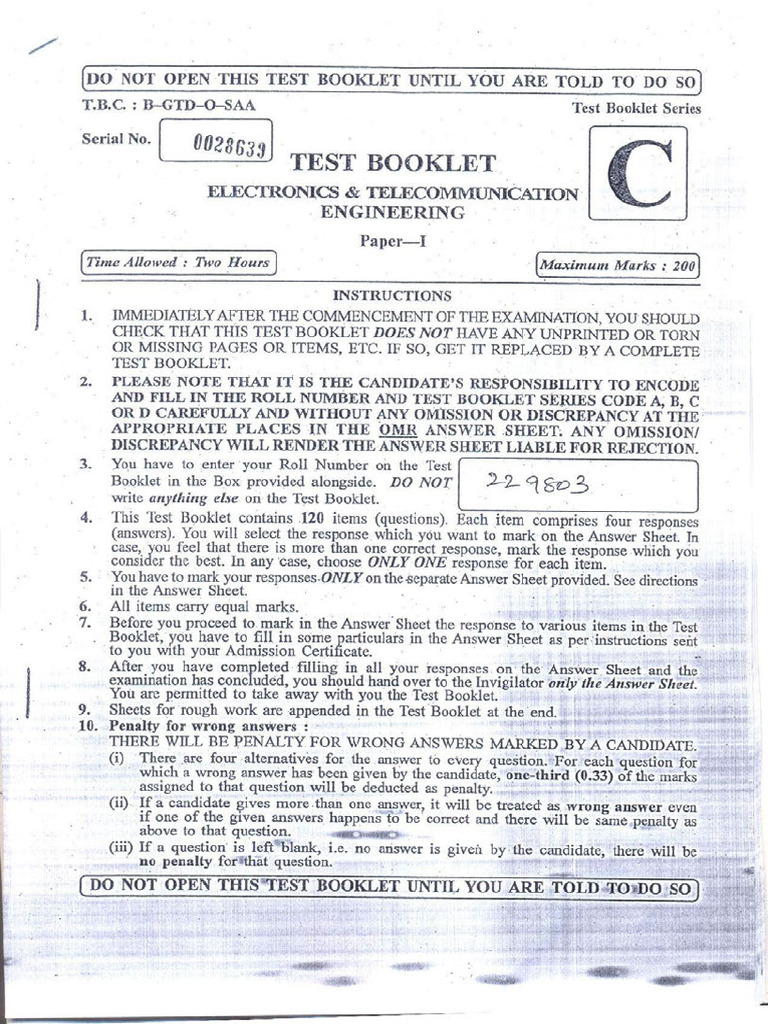 DO NOT OPEN THIS TEST BOOKLET UNTIL YOU ARE TOLD TO DO SO
T.B.C. : B–GTD–O–SAA
Test Booklet Series
Serial No.
0028639
C
TEST BOOKLET
ELECTRONICS & TELECOMMUNICATION
ENGINEERING
Paper—I
Time Allowed : Two Hours
Maximum Marks : 200
INSTRUCTIONS
1. IMMEDIATELY AFTER THE COMMENCEMENT OF THE EXAMINATION, YOU SHOULD
CHECK THAT THIS TEST BOOKLET DOES NOT HAVE ANY UNPRINTED OR TORN
OR MISSING PAGES OR ITEMS, ETC. IF SO, GET IT REPLACED BY A COMPLETE
TEST BOOKLET.
2. PLEASE NOTE THAT IT IS THE CANDIDATE'S RESPONSIBILITY TO ENCODE
AND FILL IN THE ROLL NUMBER AND TEST BOOKLET SERIES CODE A, B, C
OR D CAREFULLY AND WITHOUT ANY OMISSION OR DISCREPANCY AT THE
APPROPRIATE PLACES IN THE OMR ANSWER SHEET. ANY OMISSION/
DISCREPANCY WILL RENDER THE ANSWER SHEET LIABLE FOR REJECTION.
3. You have to enter your Roll Number on the Test
Booklet in the Box provided alongside. DO NOT
write anything else on the Test Booklet.
229803
4. This Test Booklet contains 120 items (questions). Each item comprises four responses
(answers). You will select the response which you want to mark on the Answer Sheet. In
case, you feel that there is more than one correct response, mark the response which you
consider the best. In any case, choose ONLY ONE response for each item.
5. You have to mark your responses ONLY on the separate Answer Sheet provided. See directions
in the Answer Sheet.
6. All items carry equal marks.
7. Before you proceed to mark in the Answer Sheet the response to various items in the Test
Booklet, you have to fill in some particulars in the Answer Sheet as per instructions sent
to you with your Admission Certificate.
8. After you have completed filling in all your responses on the Answer Sheet and the
examination has concluded, you should hand over to the Invigilator only the Answer Sheet.
You are permitted to take away with you the Test Booklet.
9. Sheets for rough work are appended in the Test Booklet at the end.
10. Penalty for wrong answers :
THERE WILL BE PENALTY FOR WRONG ANSWERS MARKED BY A CANDIDATE.
(i) There are four alternatives for the answer to every question. For each question for
which a wrong answer has been given by the candidate, one-third (0.33) of the marks
assigned to that question will be deducted as penalty.
(ii) If a candidate gives more than one answer, it will be treated as wrong answer even
if one of the given answers happens to be correct and there will be same penalty as
above to that question.
(iii) If a question is left blank, i.e. no answer is given by the candidate, there will be
no penalty for that question.
DO NOT OPEN THIS TEST BOOKLET UNTIL YOU ARE TOLD TO DO SO